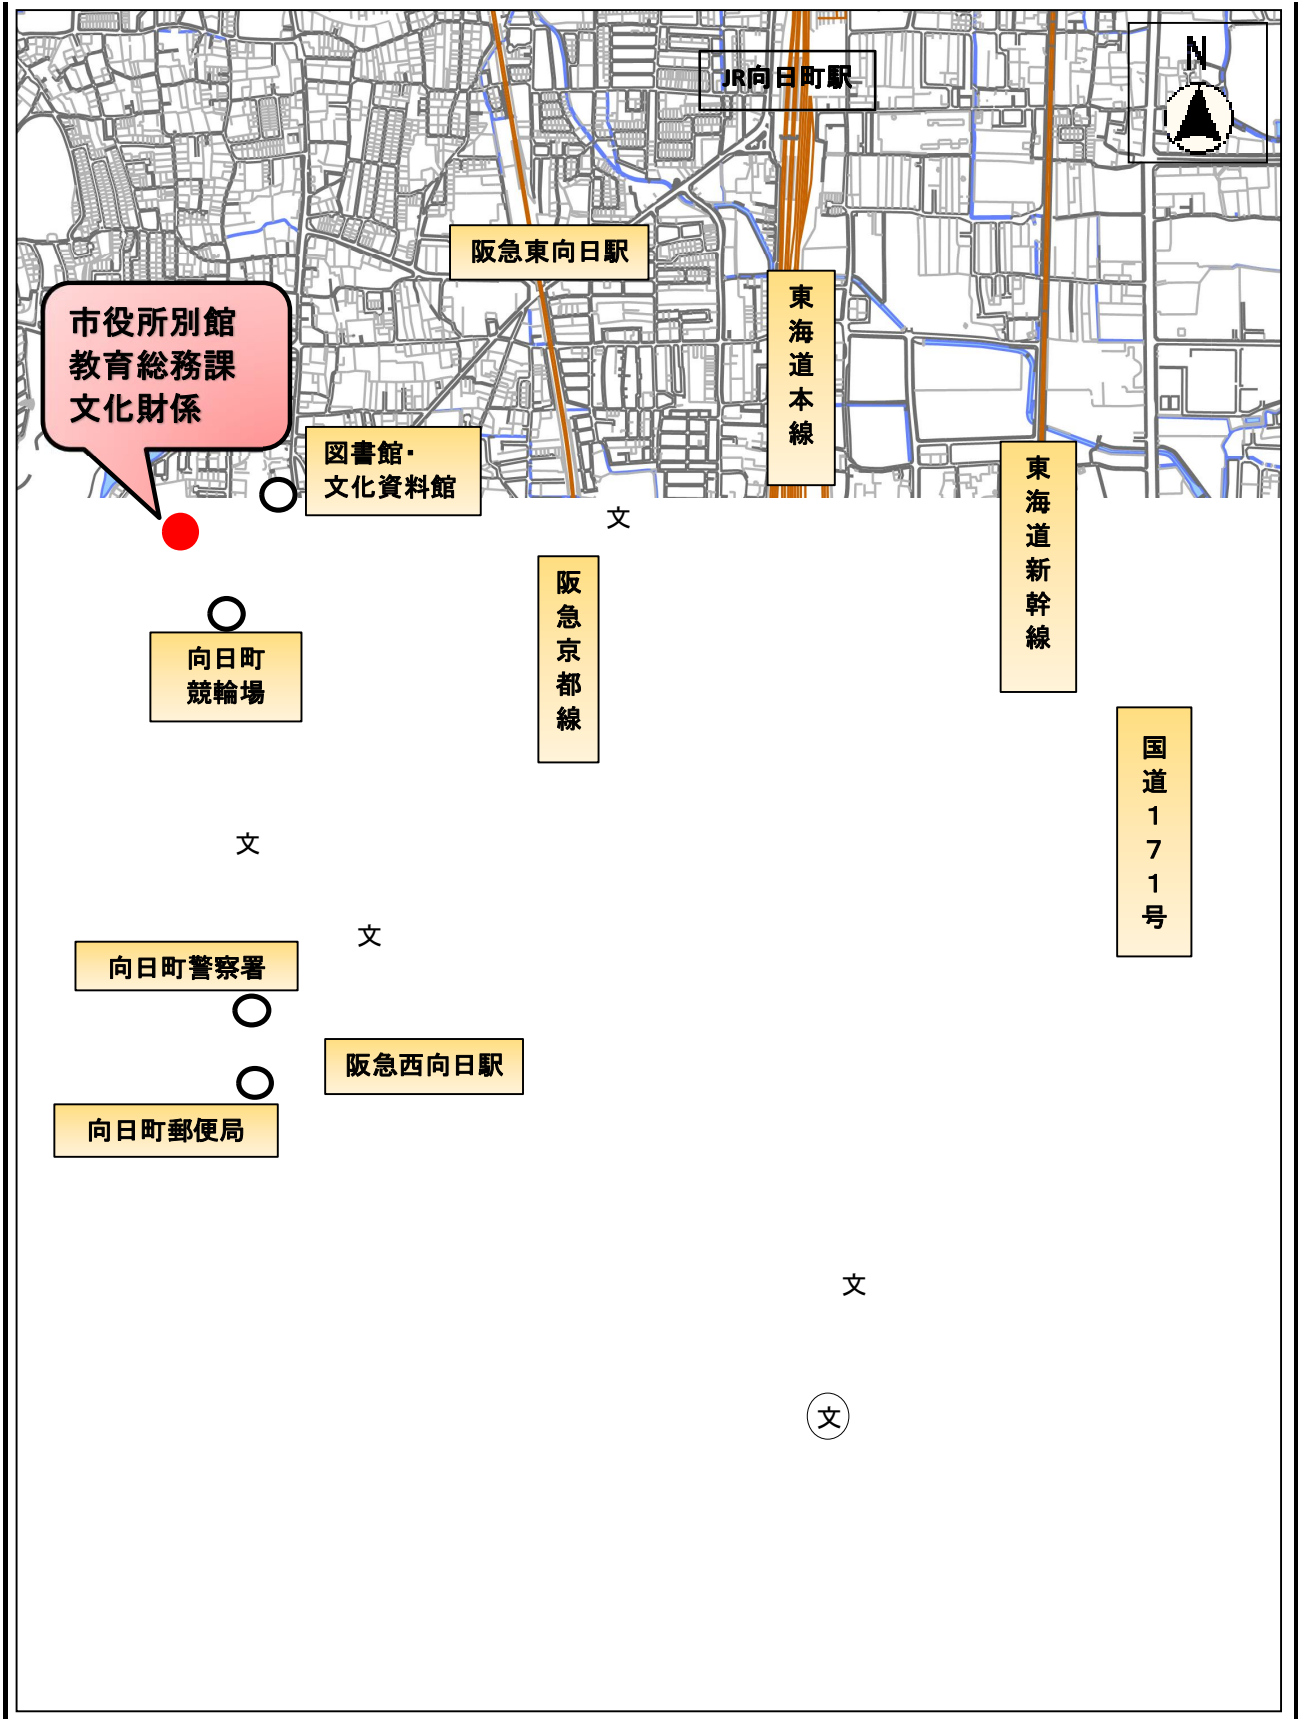 JR向日町駅
N
阪急東向日駅
市役所別館
教育総務課
文化財係
東海道本線
図書館・
文化資料館
東海道新幹線
文
阪急京都線
向日町
競輪場
国道171号
文
文
向日町警察署
阪急西向日駅
向日町郵便局
文
文